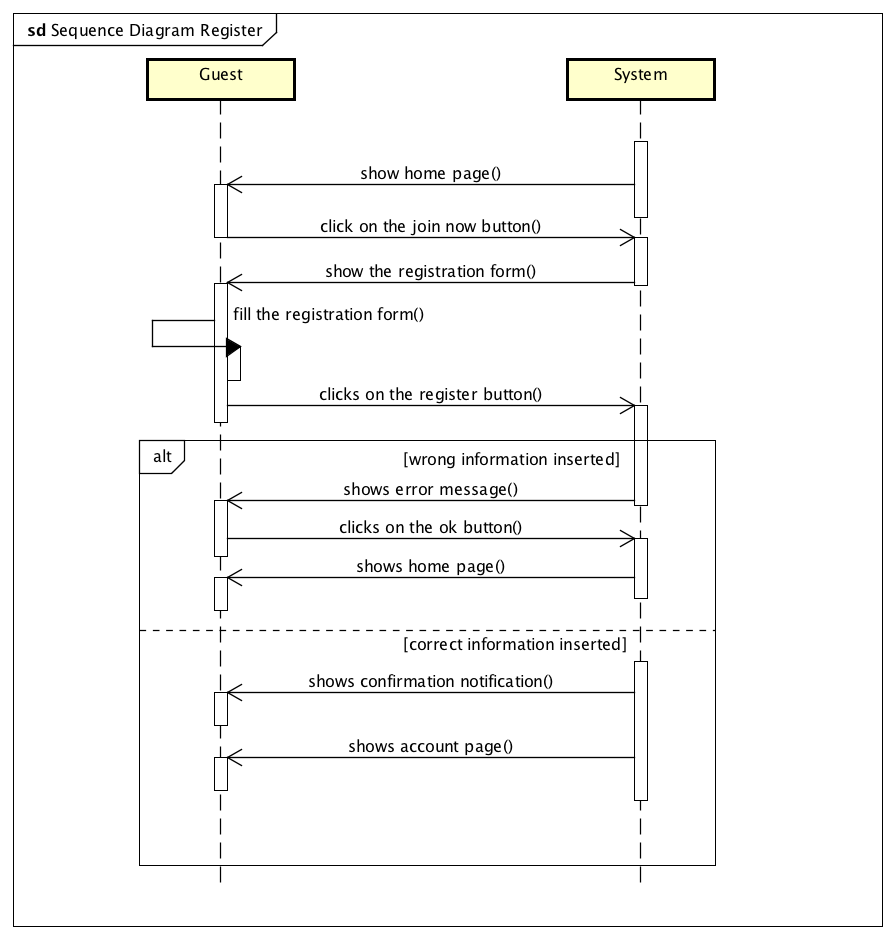 sd Sequence Diagram Register
Guest
System
show home page()
click on the join now button()
show the registration form()
fill the registration form()
clicks on the register button()
alt
[wrong information inserted]
shows error message()
clicks on the ok button()
shows home page()
[correct information inserted]
shows confirmation notification()
shows account page()